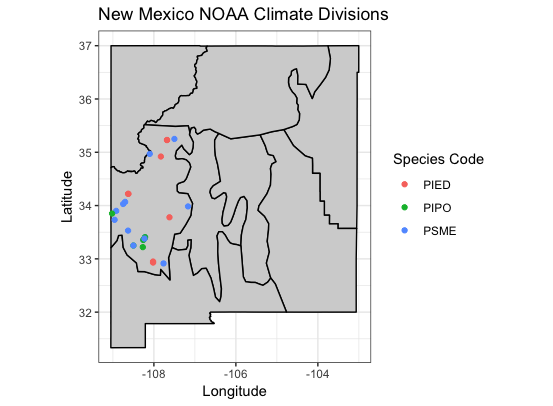 New Mexico NOAA Climate Divisions
37
36
35
34
33
32
Latitude
-108
-106
-104
Longitude
Species Code
PIED
PIPO
PSME